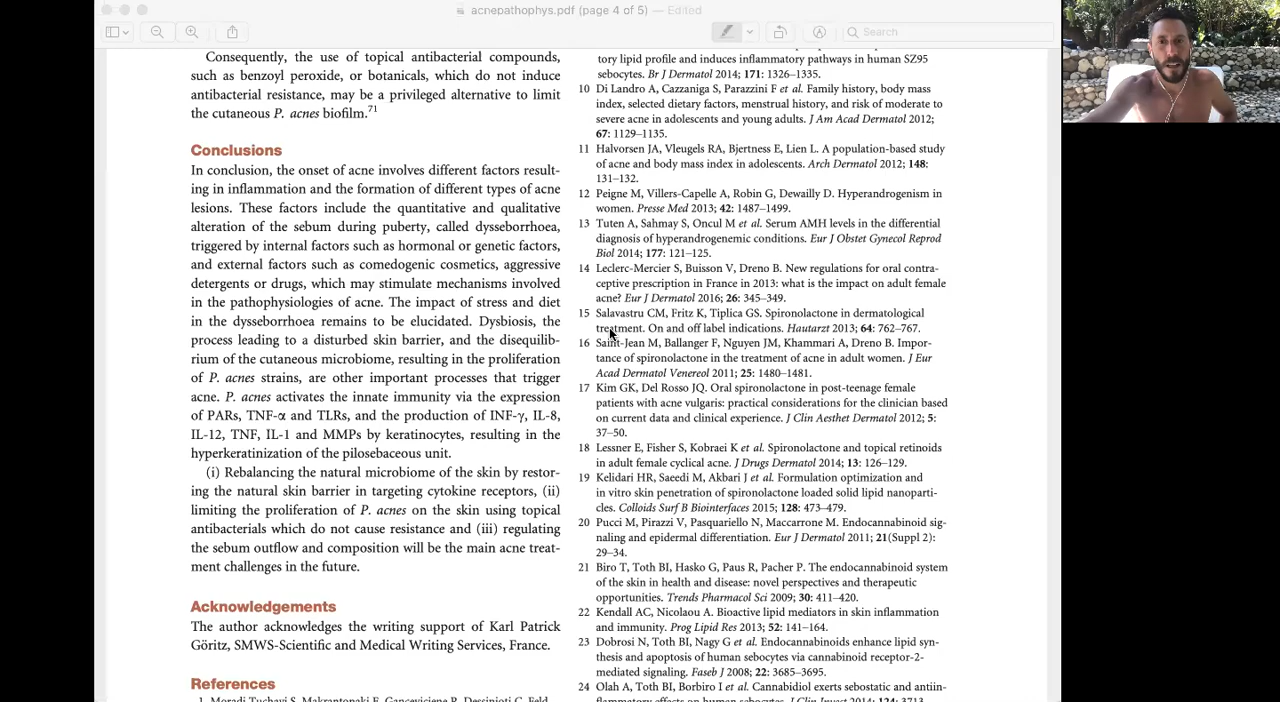 acnepathophys.pdf (page 4 of 5) — Edited
Search
Consequently, the use of topical antibacterial compounds,
such as benzoyl peroxide, or botanicals, which do not induce
antibacterial resistance, may be a privileged alternative to limit
the cutaneous P. acnes biofilm.71
Conclusions
In conclusion, the onset of acne involves different factors result-
ing in inflammation and the formation of different types of acne
lesions. These factors include the quantitative and qualitative
alteration of the sebum during puberty, called dysseborrhoea,
triggered by internal factors such as hormonal or genetic factors,
and external factors such as comedogenic cosmetics, aggressive
detergents or drugs, which may stimulate mechanisms involved
in the pathophysiologies of acne. The impact of stress and diet
in the dysseborrhoea remains to be elucidated. Dysbiosis, the
process leading to a disturbed skin barrier, and the disequilib-
rium of the cutaneous microbiome, resulting in the proliferation
of P. acnes strains, are other important processes that trigger
acne. P. acnes activates the innate immunity via the expression
of PARs, TNF-α and TLRs, and the production of INF-γ, IL-8,
IL-12, TNF, IL-1 and MMPs by keratinocytes, resulting in the
hyperkeratinization of the pilosebaceous unit.
(i) Rebalancing the natural microbiome of the skin by restor-
ing the natural skin barrier in targeting cytokine receptors, (ii)
limiting the proliferation of P. acnes on the skin using topical
antibacterials which do not cause resistance and (iii) regulating
the sebum outflow and composition will be the main acne treat-
ment challenges in the future.
Acknowledgements
The author acknowledges the writing support of Karl Patrick
Göritz, SMWS-Scientific and Medical Writing Services, France.
References
1 Moradi Tuchayi S, Makrantonaki E, Ganceviciene R, Dessinioti C, Feld-
tory lipid profile and induces inflammatory pathways in human SZ95
sebocytes. Br J Dermatol 2014; 171: 1326–1335.
10 Di Landro A, Cazzaniga S, Parazzini F et al. Family history, body mass
index, selected dietary factors, menstrual history, and risk of moderate to
severe acne in adolescents and young adults. J Am Acad Dermatol 2012;
67: 1129–1135.
11 Halvorsen JA, Vleugels RA, Bjertness E, Lien L. A population-based study
of acne and body mass index in adolescents. Arch Dermatol 2012; 148:
131–132.
12 Peigne M, Villers-Capelle A, Robin G, Dewailly D. Hyperandrogenism in
women. Presse Med 2013; 42: 1487–1499.
13 Tuten A, Sahmay S, Oncul M et al. Serum AMH levels in the differential
diagnosis of hyperandrogenemic conditions. Eur J Obstet Gynecol Reprod
Biol 2014; 177: 121–125.
14 Leclerc-Mercier S, Buisson V, Dreno B. New regulations for oral contra-
ceptive prescription in France in 2013: what is the impact on adult female
acne? Eur J Dermatol 2016; 26: 345–349.
15 Salavastru CM, Fritz K, Tiplica GS. Spironolactone in dermatological
treatment. On and off label indications. Hautarzt 2013; 64: 762–767.
16 Saint-Jean M, Ballanger F, Nguyen JM, Khammari A, Dreno B. Impor-
tance of spironolactone in the treatment of acne in adult women. J Eur
Acad Dermatol Venereol 2011; 25: 1480–1481.
17 Kim GK, Del Rosso JQ. Oral spironolactone in post-teenage female
patients with acne vulgaris: practical considerations for the clinician based
on current data and clinical experience. J Clin Aesthet Dermatol 2012; 5:
37–50.
18 Lessner E, Fisher S, Kobraei K et al. Spironolactone and topical retinoids
in adult female cyclical acne. J Drugs Dermatol 2014; 13: 126–129.
19 Kelidari HR, Saeedi M, Akbari J et al. Formulation optimization and
in vitro skin penetration of spironolactone loaded solid lipid nanoparti-
cles. Colloids Surf B Biointerfaces 2015; 128: 473–479.
20 Pucci M, Pirazzi V, Pasquariello N, Maccarrone M. Endocannabinoid sig-
naling and epidermal differentiation. Eur J Dermatol 2011; 21(Suppl 2):
29–34.
21 Biro T, Toth BI, Hasko G, Paus R, Pacher P. The endocannabinoid system
of the skin in health and disease: novel perspectives and therapeutic
opportunities. Trends Pharmacol Sci 2009; 30: 411–420.
22 Kendall AC, Nicolaou A. Bioactive lipid mediators in skin inflammation
and immunity. Prog Lipid Res 2013; 52: 141–164.
23 Dobrosi N, Toth BI, Nagy G et al. Endocannabinoids enhance lipid syn-
thesis and apoptosis of human sebocytes via cannabinoid receptor-2-
mediated signaling. Faseb J 2008; 22: 3685–3695.
24 Olah A, Toth BI, Borbiro I et al. Cannabidiol exerts sebostatic and antiin-
flammatory effects on human sebocytes. J Clin Invest 2014; 124: 3713–